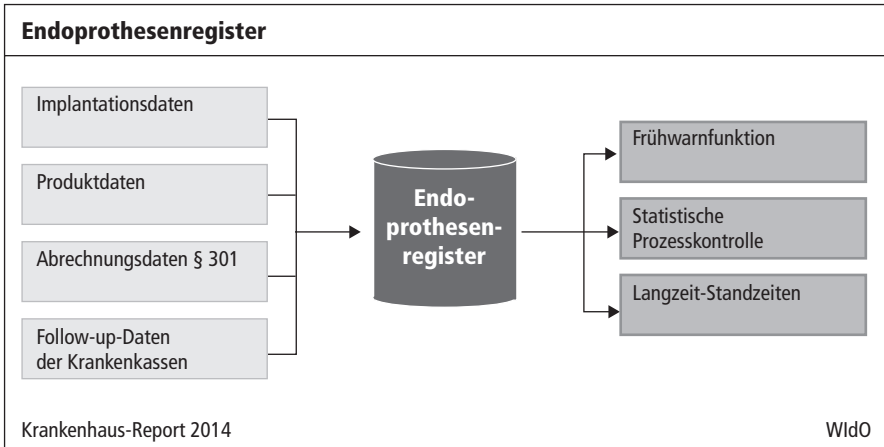 Endoprothesenregister
Implantationsdaten
Produktdaten
Abrechnungsdaten § 301
Follow-up-Daten
der Krankenkassen
Endo-
prothesen-
register
Frühwarnfunktion
Statistische
Prozesskontrolle
Langzeit-Standzeiten
Krankenhaus-Report 2014
WIdO